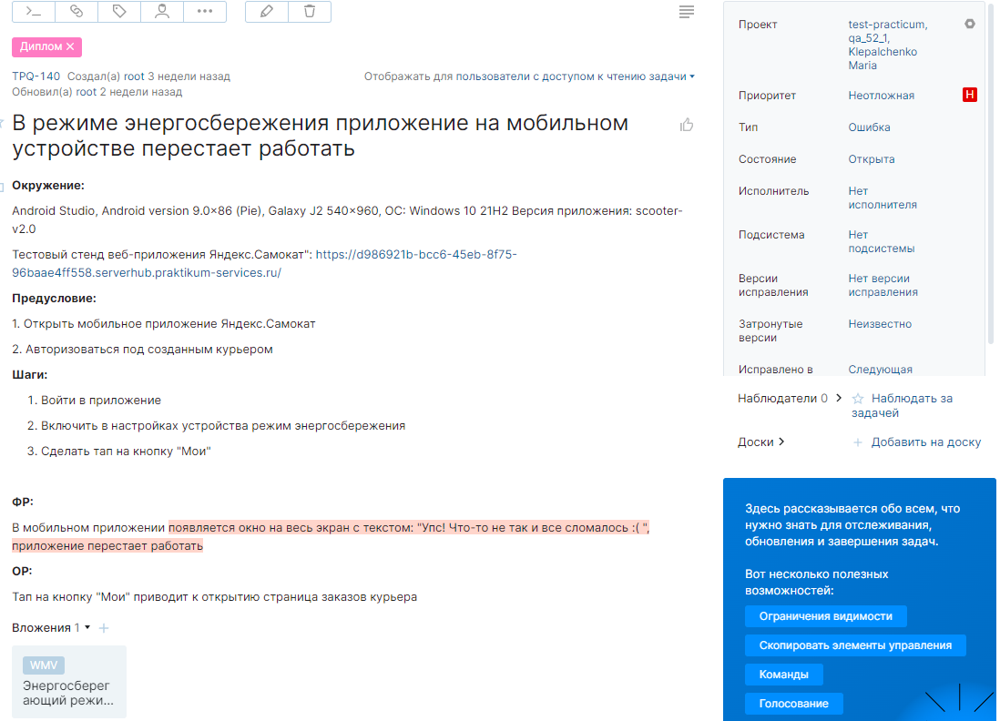 Диплом ×
TPQ-140 Создал(а) root 3 недели назад
Отображать для пользователи с доступом к чтению задачи
Обновил(а) root 2 недели назад
В режиме энергосбережения приложение на мобильном
устройстве перестает работать
Окружение:
Android Studio, Android version 9.0×86 (Pie), Galaxy J2 540×960, ОС: Windows 10 21H2 Версия приложения: scooter-
v2.0
Тестовый стенд веб-приложения Яндекс.Самокат": https://d986921b-bcc6-45eb-8f75-
96baae4ff558.serverhub.praktikum-services.ru/
Предусловие:
1. Открыть мобильное приложение Яндекс.Самокат
2. Авторизоваться под созданным курьером
Шаги:
1. Войти в приложение
2. Включить в настройках устройства режим энергосбережения
3. Сделать тап на кнопку "Мои"
ФР:
В мобильном приложении появляется окно на весь экран с текстом: "Упс! Что-то не так и все сломалось :( ",
приложение перестает работать
ОР:
Тап на кнопку "Мои" приводит к открытию страница заказов курьера
Вложения 1
WMV
Энергосберег
ающий режи...
Проект
test-practicum,
qa_52_1,
Klepalchenko
Maria
Приоритет
Неотложная
Н
Тип
Ошибка
Состояние
Открыта
Исполнитель
Нет
исполнителя
Подсистема
Нет
подсистемы
Версии
исправления
Нет версии
исправления
Затронутые
версии
Неизвестно
Исправлено в
Следующая
Наблюдатели 0
Наблюдать за
задачей
Доски
Добавить на доску
Здесь рассказывается обо всем, что
нужно знать для отслеживания,
обновления и завершения задач.
Вот несколько полезных
возможностей:
Ограничения видимости
Скопировать элементы управления
Команды
Голосование